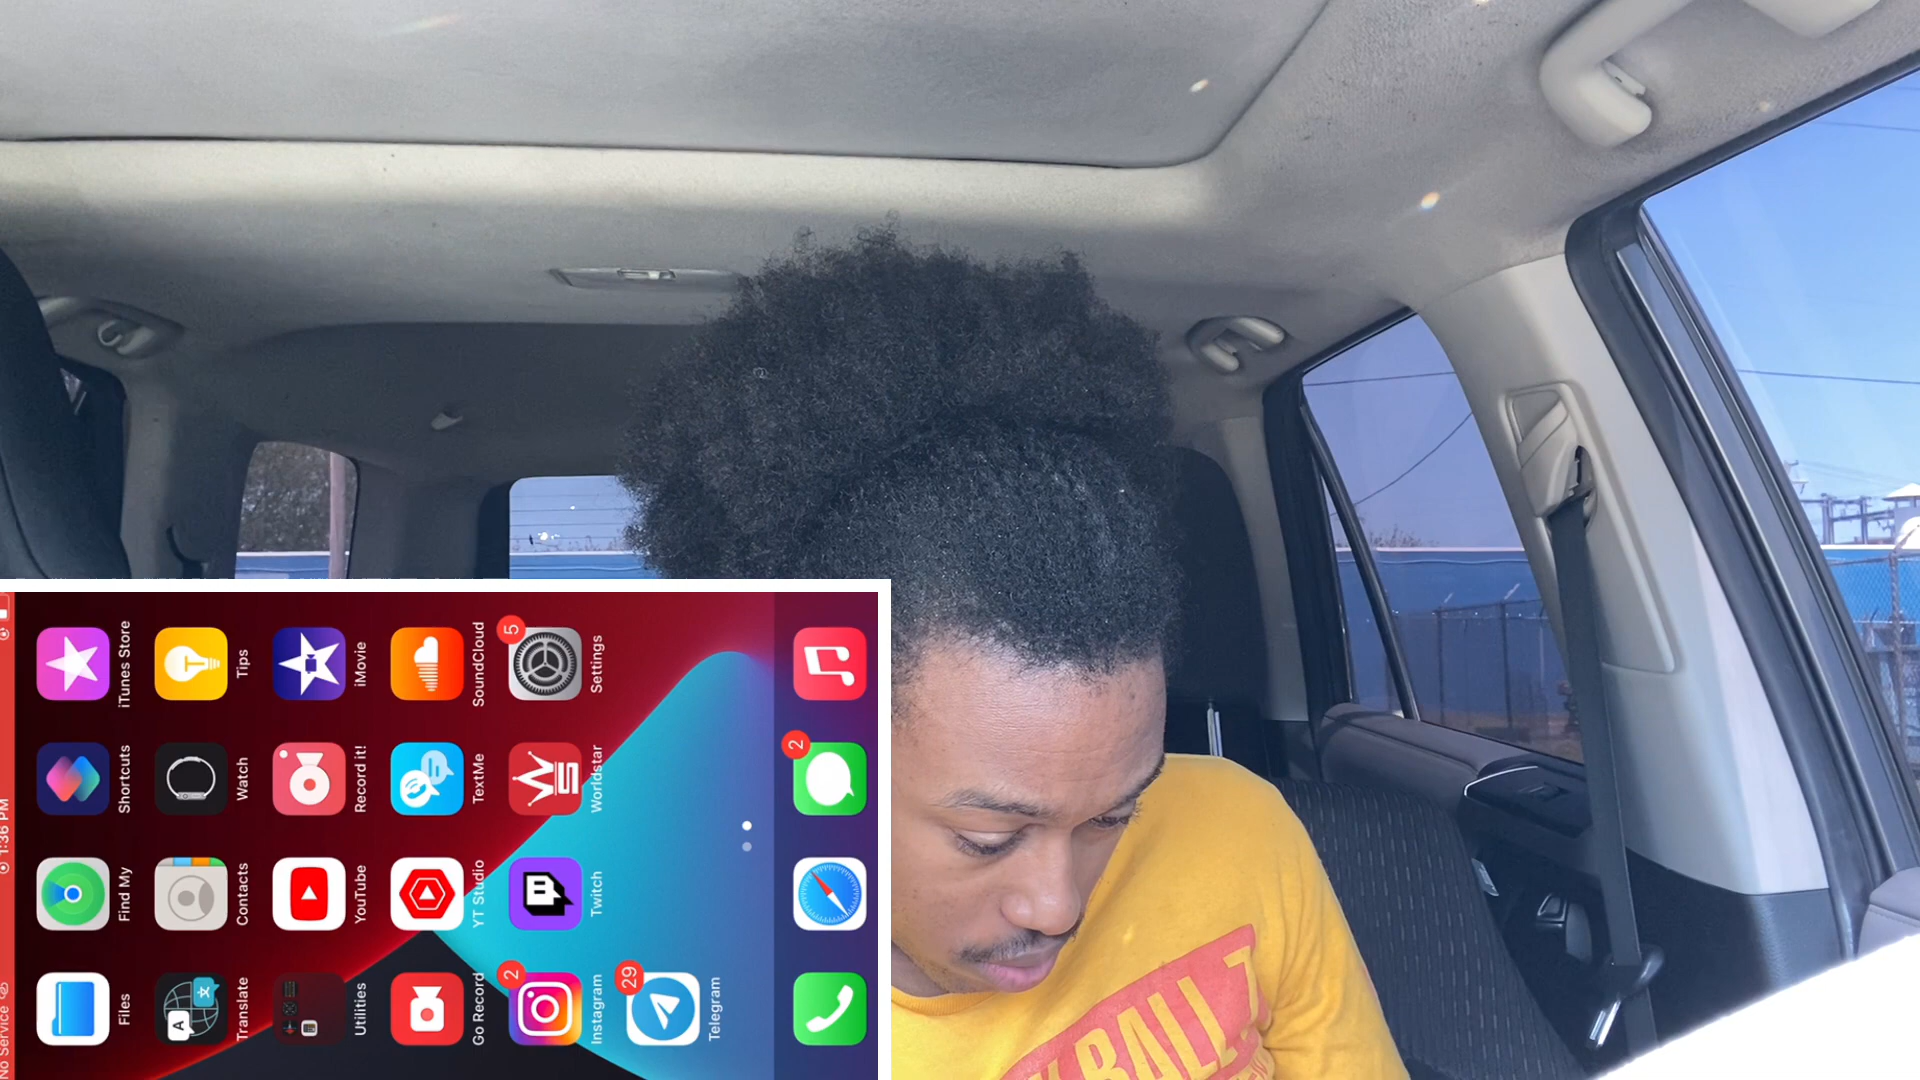 No Service
1:36 PM
Files
Find My
Shortcuts
iTunes Store
Translate
Contacts
Watch
Tips
Utilities
YouTube
Record it!
iMovie
Go Record
YT Studio
TextMe
SoundCloud
2
Instagram
Twitch
Worldstar
5
Settings
29
Telegram
2
BALL Z